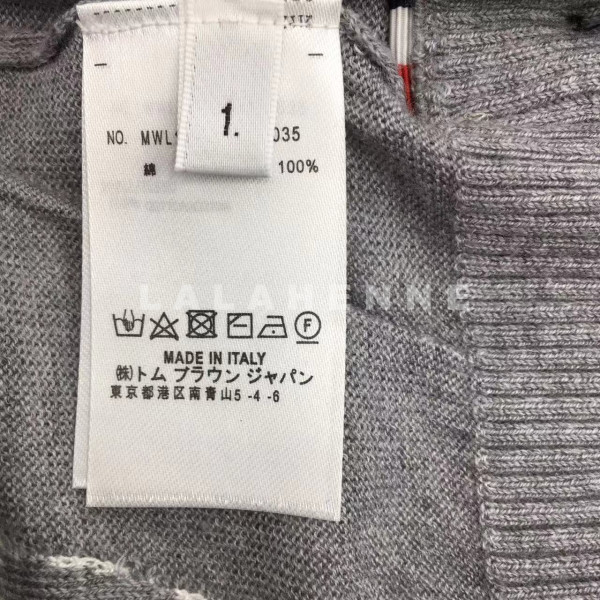 1.
NO. MWL 035
綿 100%
LALAHENNE
F
MADE IN ITALY
㈱トム ブラウン ジャパン
東京都港区南青山5 -4 -6